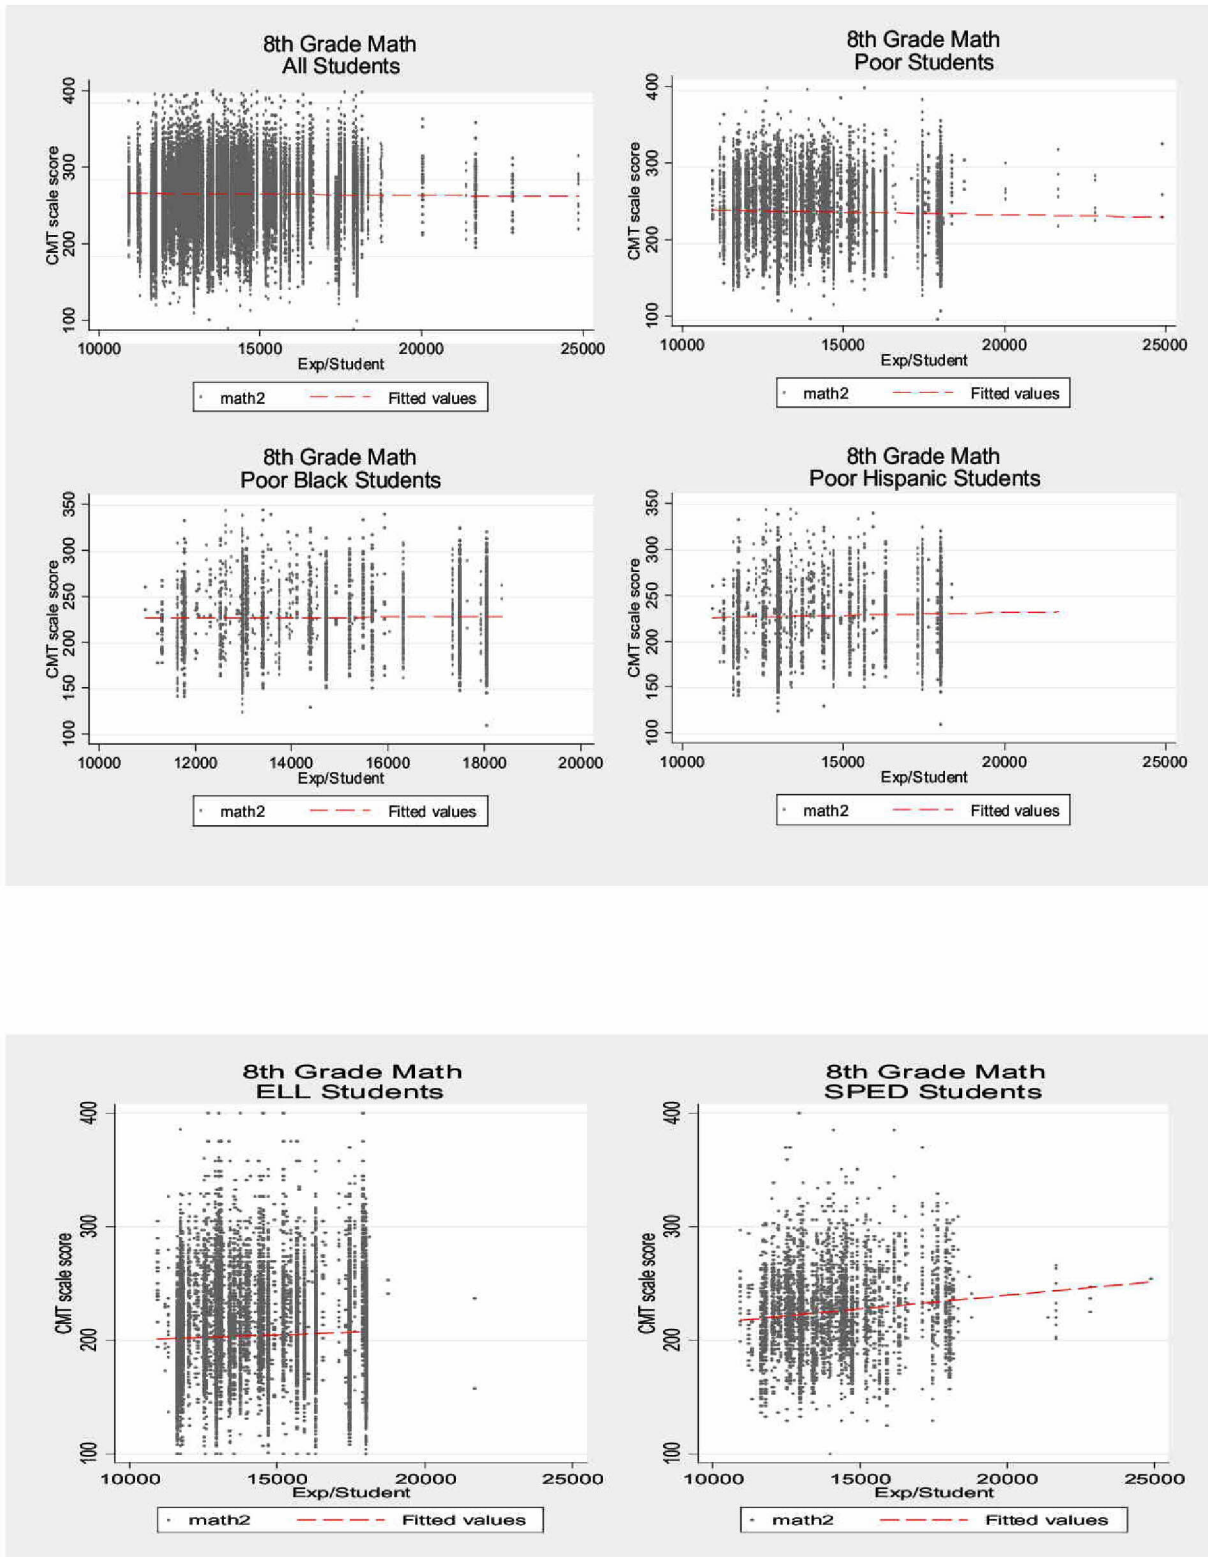 8th Grade Math
All Students
CMT scale score
400
300
200
100
10000 15000 20000 25000
Exp/Student
math2 Fitted values
8th Grade Math
Poor Students
CMT scale score
400
300
200
100
10000 15000 20000 25000
Exp/Student
math2 Fitted values
8th Grade Math
Poor Black Students
CMT scale score
350
300
250
200
150
100
10000 12000 14000 16000 18000 20000
Exp/Student
math2 Fitted values
8th Grade Math
Poor Hispanic Students
CMT scale score
350
300
250
200
150
100
10000 15000 20000 25000
Exp/Student
math2 Fitted values
8th Grade Math
ELL Students
CMT scale score
400
300
200
100
10000 15000 20000 25000
Exp/Student
math2 Fitted values
8th Grade Math
SPED Students
CMT scale score
400
300
200
100
10000 15000 20000 25000
Exp/Student
math2 Fitted values